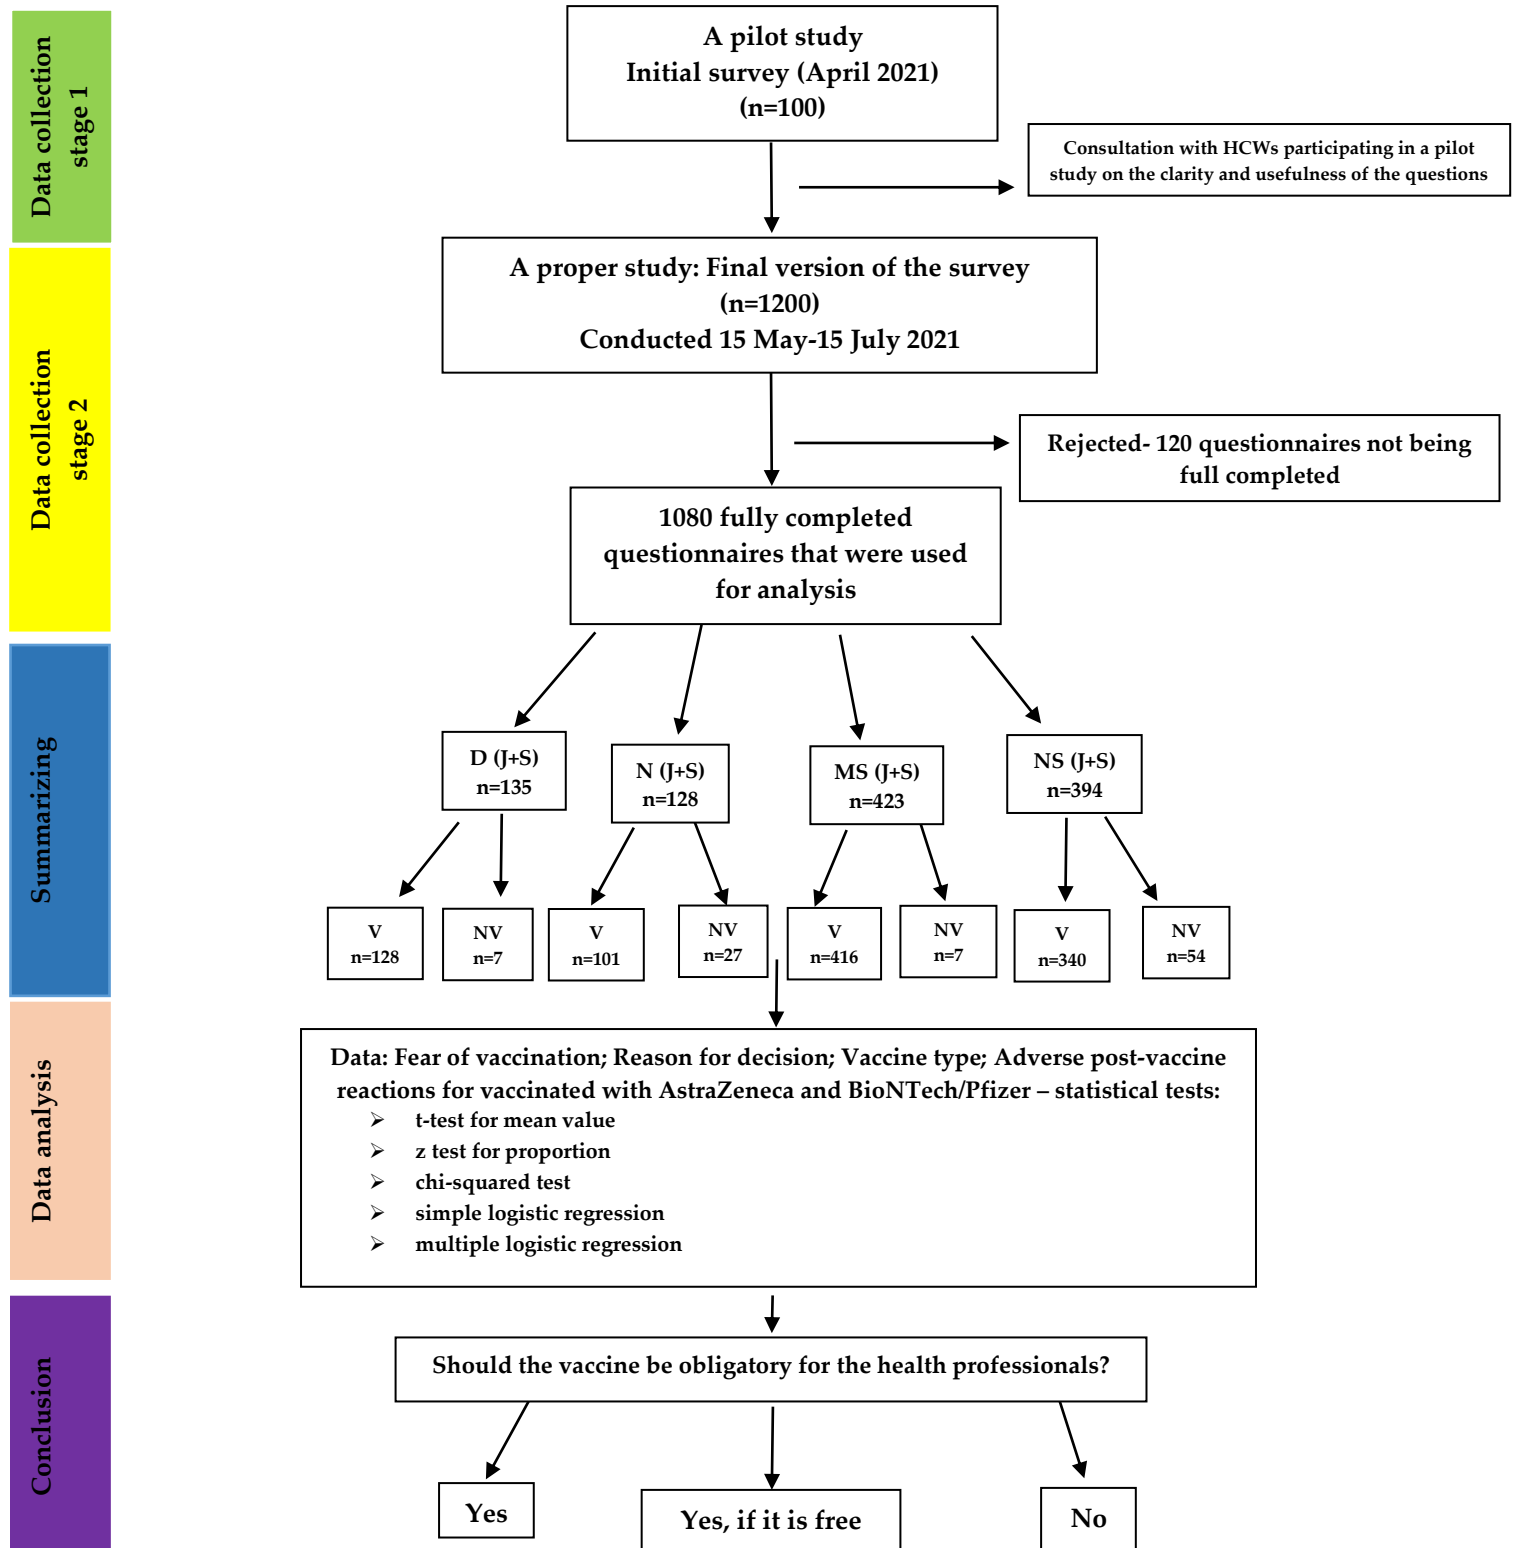 Data collection
stage 1
A pilot study
Initial survey (April 2021)
(n=100)
Consultation with HCWs participating in a pilot
study on the clarity and usefulness of the questions
Data collection
stage 2
A proper study: Final version of the survey
(n=1200)
Conducted 15 May-15 July 2021
Rejected- 120 questionnaires not being
full completed
1080 fully completed
questionnaires that were used
for analysis
Summarizing
D (J+S)
n=135
N (J+S)
n=128
MS (J+S)
n=423
NS (J+S)
n=394
V
n=128
NV
n=7
V
n=101
NV
n=27
V
n=416
NV
n=7
V
n=340
NV
n=54
Data analysis
Data: Fear of vaccination; Reason for decision; Vaccine type; Adverse post-vaccine
reactions for vaccinated with AstraZeneca and BioNTech/Pfizer – statistical tests:
➢ t-test for mean value
➢ z test for proportion
➢ chi-squared test
➢ simple logistic regression
➢ multiple logistic regression
Conclusion
Should the vaccine be obligatory for the health professionals?
Yes
Yes, if it is free
No